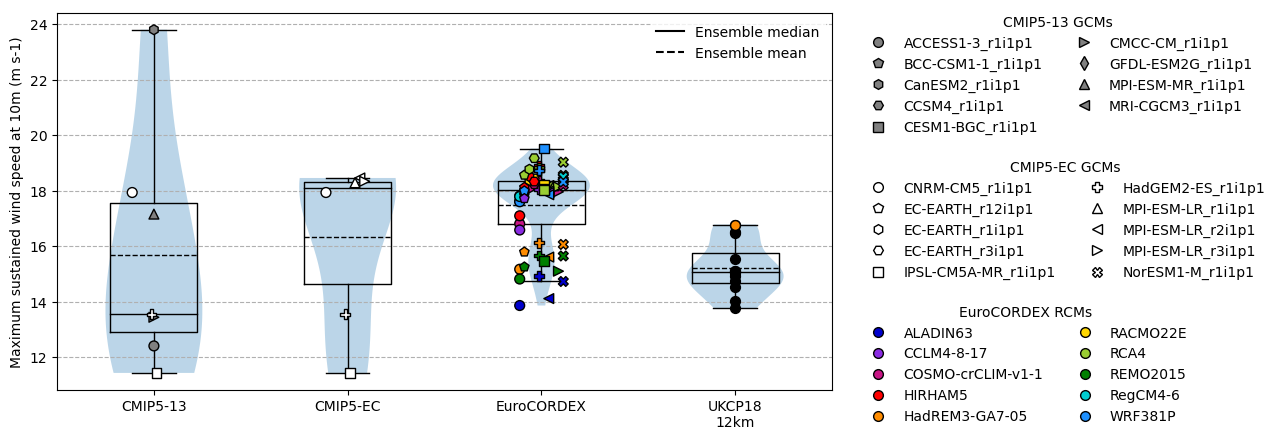 Maximum sustained wind speed at 10m (m s-1)
24
22
20
18
16
14
12
Ensemble median
Ensemble mean
CMIP5-13
CMIP5-EC
EuroCORDEX
UKCP18
12km
CMIP5-13 GCMs
ACCESS1-3_r1i1p1
BCC-CSM1-1_r1i1p1
CanESM2_r1i1p1
CCSM4_r1i1p1
CESM1-BGC_r1i1p1
CMCC-CM_r1i1p1
GFDL-ESM2G_r1i1p1
MPI-ESM-MR_r1i1p1
MRI-CGCM3_r1i1p1
CMIP5-EC GCMs
CNRM-CM5_r1i1p1
EC-EARTH_r12i1p1
EC-EARTH_r1i1p1
EC-EARTH_r3i1p1
IPSL-CM5A-MR_r1i1p1
HadGEM2-ES_r1i1p1
MPI-ESM-LR_r1i1p1
MPI-ESM-LR_r2i1p1
MPI-ESM-LR_r3i1p1
NorESM1-M_r1i1p1
EuroCORDEX RCMs
ALADIN63
CCLM4-8-17
COSMO-crCLIM-v1-1
HIRHAM5
HadREM3-GA7-05
RACMO22E
RCA4
REMO2015
RegCM4-6
WRF381P